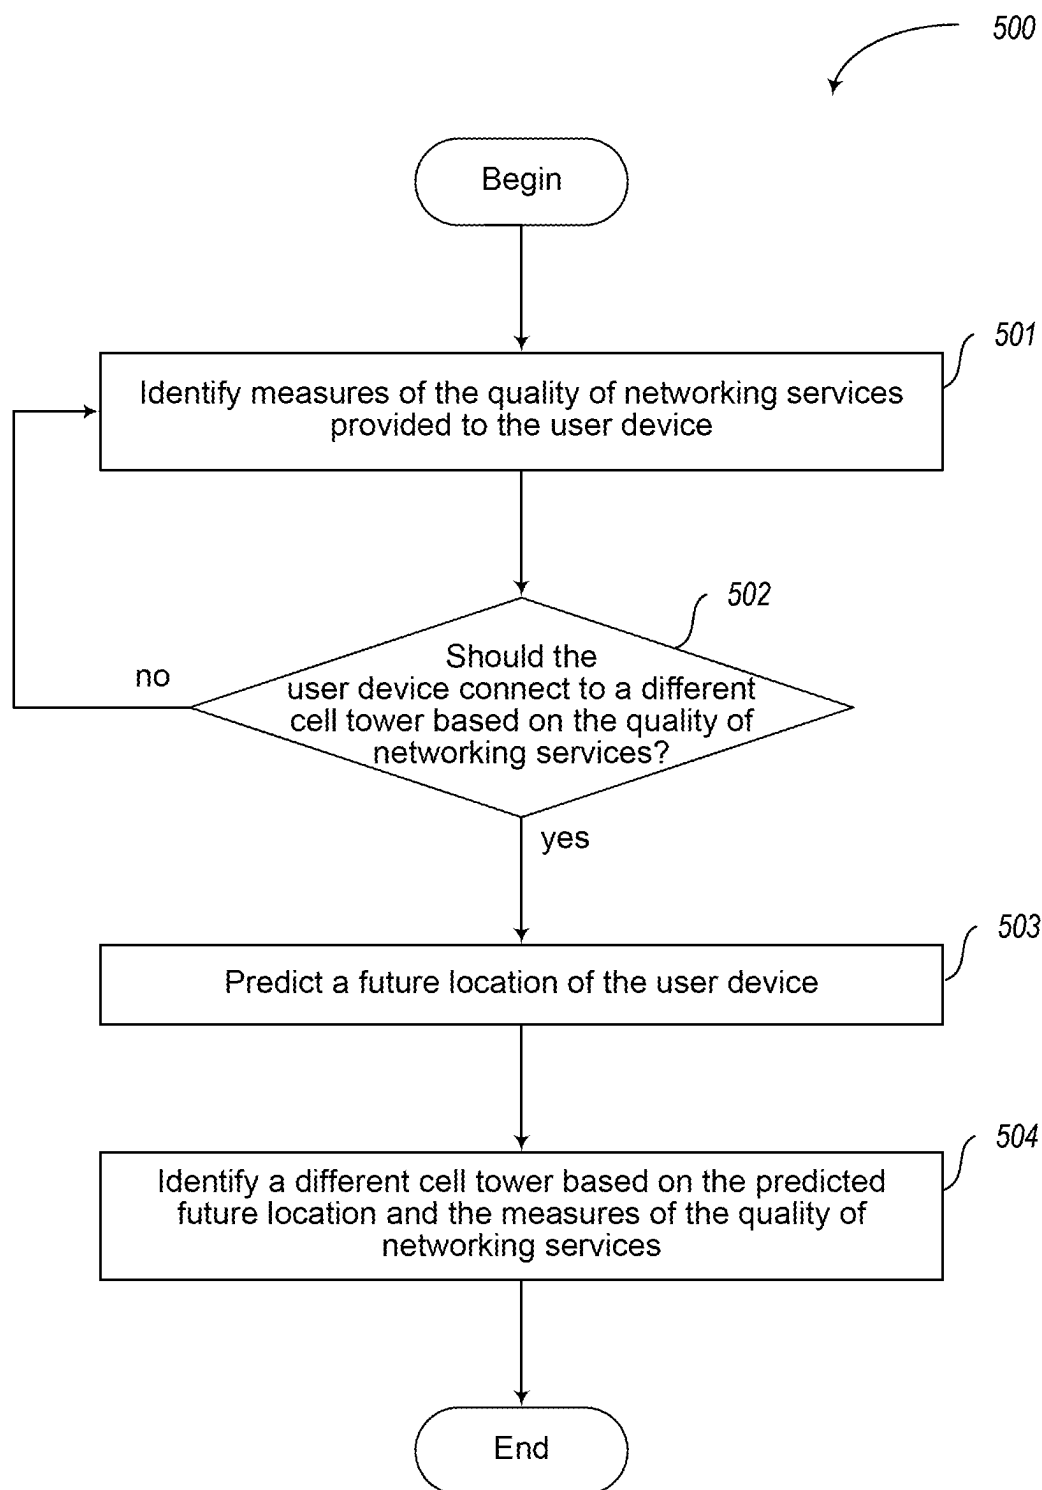 500
Begin
501
Identify measures of the quality of networking services
provided to the user device
502
Should the
user device connect to a different
cell tower based on the quality of
networking services?
no
yes
503
Predict a future location of the user device
504
Identify a different cell tower based on the predicted
future location and the measures of the quality of
networking services
End